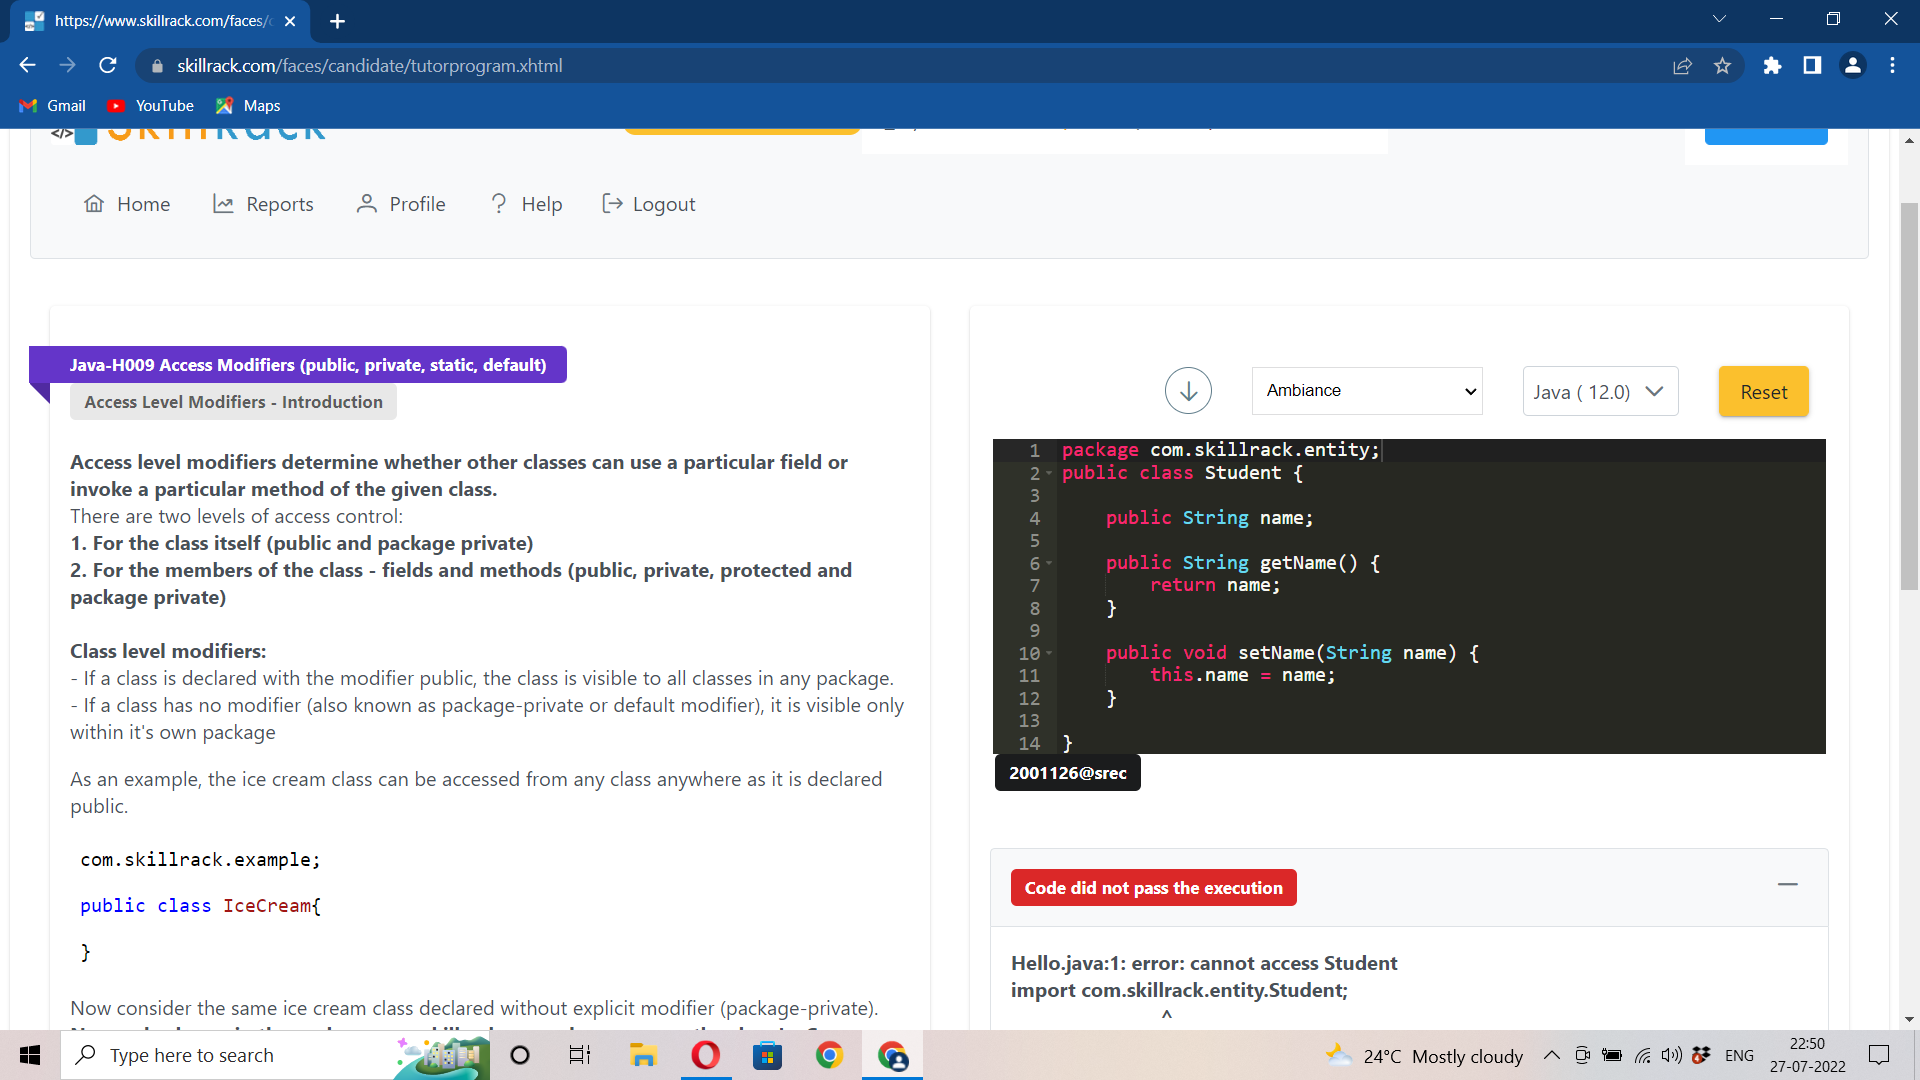 https://www.skillrack.com/faces/c
skillrack.com/faces/candidate/tutorprogram.xhtml
Gmail
YouTube
Maps
</> SkillRack
Home
Reports
Profile
? Help
Logout
Java-H009 Access Modifiers (public, private, static, default)
Access Level Modifiers - Introduction
Access level modifiers determine whether other classes can use a particular field or
invoke a particular method of the given class.
There are two levels of access control:
1. For the class itself (public and package private)
2. For the members of the class - fields and methods (public, private, protected and
package private)
Class level modifiers:
- If a class is declared with the modifier public, the class is visible to all classes in any package.
- If a class has no modifier (also known as package-private or default modifier), it is visible only
within it's own package
As an example, the ice cream class can be accessed from any class anywhere as it is declared
public.
com.skillrack.example;
public class IceCream{
}
Now consider the same ice cream class declared without explicit modifier (package-private).
Ambiance
Java ( 12.0)
Reset
1 package com.skillrack.entity;
2 public class Student {
3
4 public String name;
5
6 public String getName() {
7 return name;
8 }
9
10 public void setName(String name) {
11 this.name = name;
12 }
13
14 }
2001126@srec
Code did not pass the execution
Hello.java:1: error: cannot access Student
import com.skillrack.entity.Student;
^
Type here to search
24°C Mostly cloudy
ENG
22:50
27-07-2022